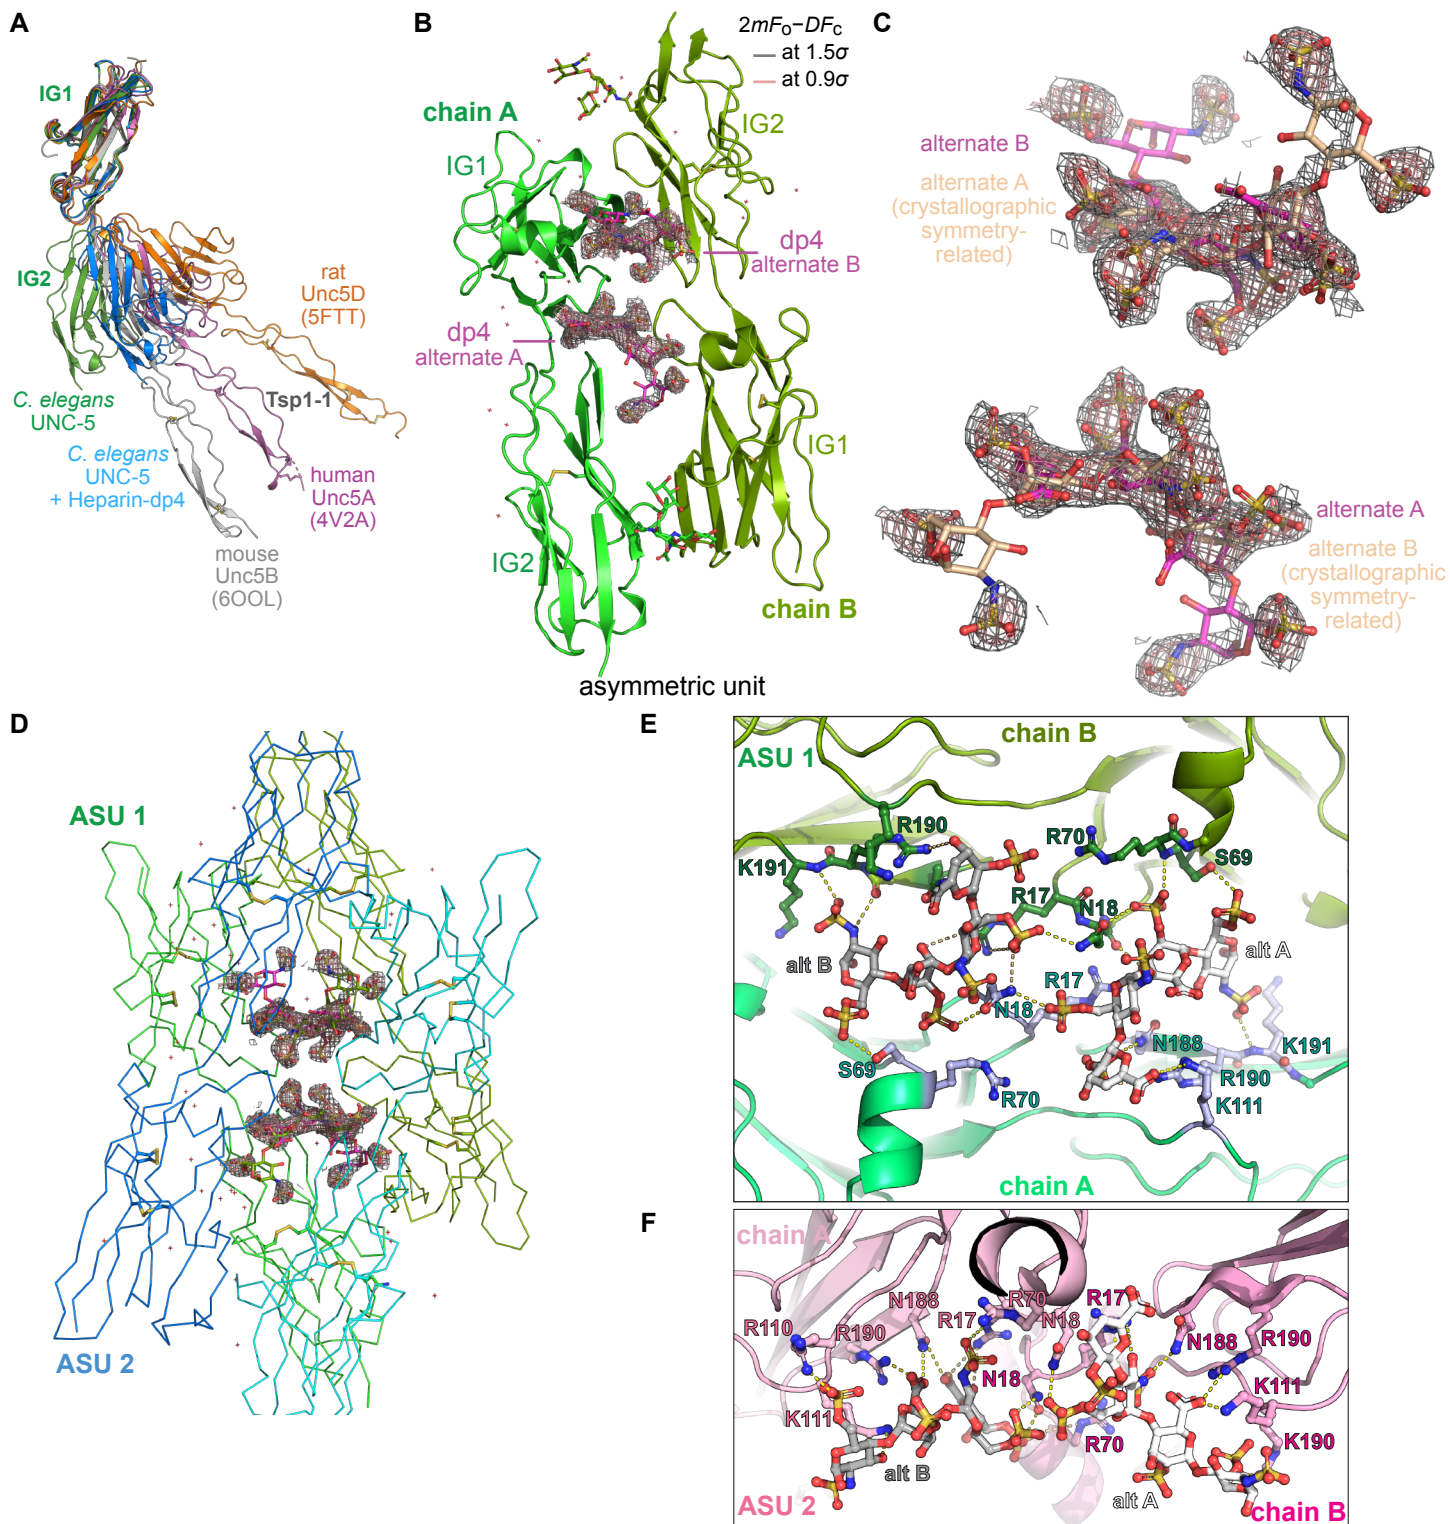 A
IG1
IG2
rat
Unc5D
(5FTT)
Tsp1-1
C. elegans
UNC-5
C. elegans
UNC-5
+ Heparin-dp4
human
Unc5A
(4V2A)
mouse
Unc5B
(6OOL)
B
2mFo−DFc
at 1.5σ
at 0.9σ
chain A
IG1
IG2
dp4
alternate B
dp4
alternate A
IG1
IG2
chain B
asymmetric unit
C
alternate B
alternate A
(crystallographic
symmetry-
related)
alternate A
alternate B
(crystallographic
symmetry-
related)
D
ASU 1
ASU 2
E
chain B
ASU 1
R190
R70
S69
K191
R17
N18
alt B
alt A
R17
N18
N188
K191
S69
R190
R70
K111
chain A
F
chain A
N188
R70
R17
R17
N18
R110
R190
N188
R190
N18
K111
K111
R70
K190
alt B
alt A
ASU 2
chain B